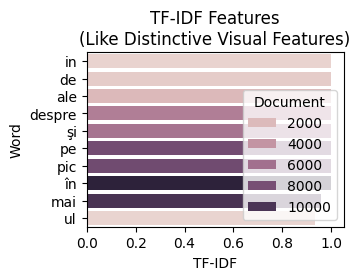 TF-IDF Features
(Like Distinctive Visual Features)
Word
in
de
ale
despre
și
pe
pic
în
mai
ul
Document
2000
4000
6000
8000
10000
0.0 0.2 0.4 0.6 0.8 1.0
TF-IDF